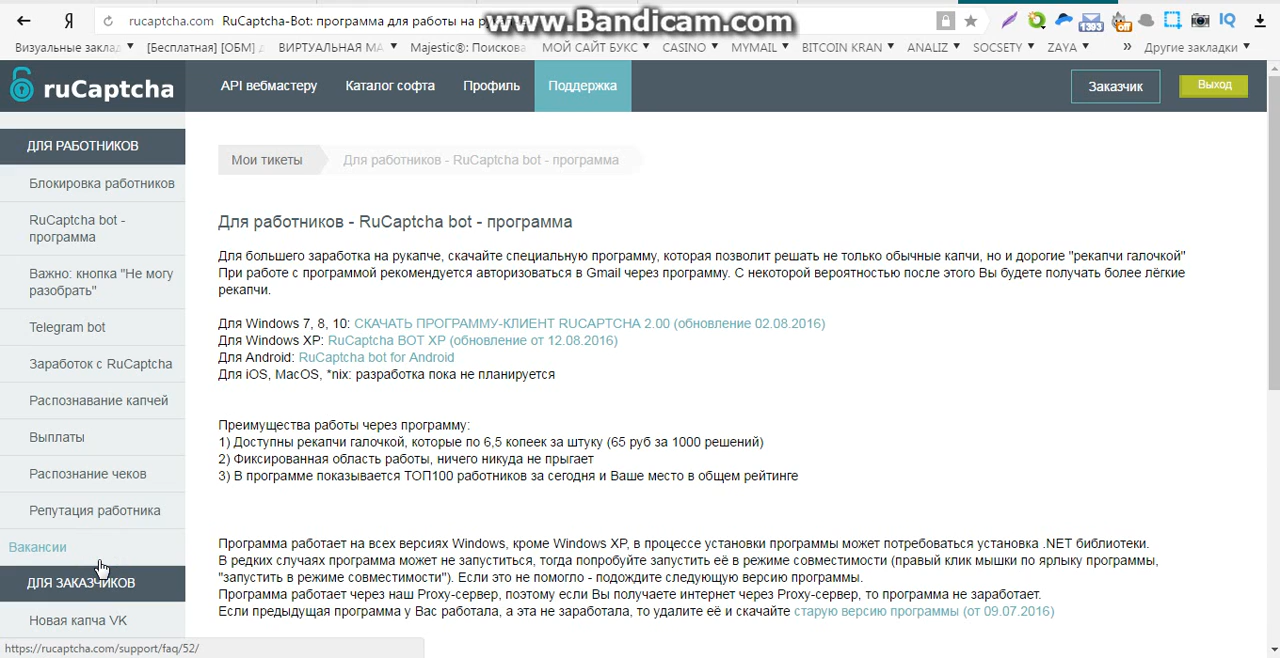 Я rucaptcha.com RuCaptcha-Bot: программа для работы на
www.Bandicam.com
1393 off IQ
Визуальные заклад [Бесплатная] [ОБМ] ВИРТУАЛЬНАЯ МА Majestic®: Поискова МОЙ САЙТ БУКС CASINO MYMAIL BITCOIN KRAN ANALIZ SOCSETY ZAYA » Другие закладки
ruCaptcha API вебмастеру Каталог софта Профиль Поддержка Заказчик Выход
ДЛЯ РАБОТНИКОВ
Блокировка работников
RuCaptcha bot -
программа
Важно: кнопка "Не могу
разобрать"
Telegram bot
Заработок с RuCaptcha
Распознавание капчей
Выплаты
Распознание чеков
Репутация работника
Вакансии
ДЛЯ ЗАКАЗЧИКОВ
Новая капча VK
Мои тикеты Для работников - RuCaptcha bot - программа
Для работников - RuCaptcha bot - программа
Для большего заработка на рукапче, скачайте специальную программу, которая позволит решать не только обычные капчи, но и дорогие "рекапчи галочкой"
При работе с программой рекомендуется авторизоваться в Gmail через программу. С некоторой вероятностью после этого Вы будете получать более лёгкие
рекапчи.
Для Windows 7, 8, 10: СКАЧАТЬ ПРОГРАММУ-КЛИЕНТ RUCAPTCHA 2.00 (обновление 02.08.2016)
Для Windows XP: RuCaptcha BOT XP (обновление от 12.08.2016)
Для Android: RuCaptcha bot for Android
Для iOS, MacOS, *nix: разработка пока не планируется
Преимущества работы через программу:
1) Доступны рекапчи галочкой, которые по 6,5 копеек за штуку (65 руб за 1000 решений)
2) Фиксированная область работы, ничего никуда не прыгает
3) В программе показывается ТОП100 работников за сегодня и Ваше место в общем рейтинге
Программа работает на всех версиях Windows, кроме Windows XP, в процессе установки программы может потребоваться установка .NET библиотеки.
В редких случаях программа может не запуститься, тогда попробуйте запустить её в режиме совместимости (правый клик мышки по ярлыку программы,
"запустить в режиме совместимости"). Если это не помогло - подождите следующую версию программы.
Программа работает через наш Proxy-сервер, поэтому если Вы получаете интернет через Proxy-сервер, то программа не заработает.
Если предыдущая программа у Вас работала, а эта не заработала, то удалите её и скачайте старую версию программы (от 09.07.2016)
https://rucaptcha.com/support/faq/52/